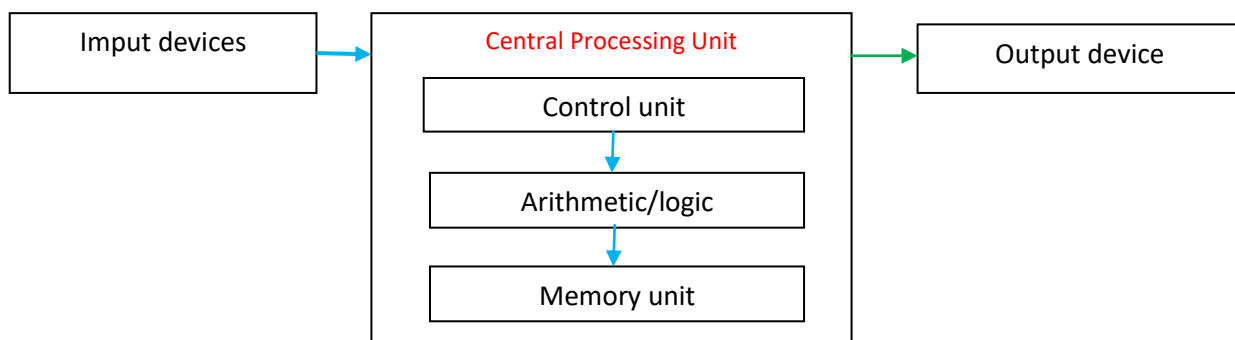 Imput devices
Central Processing Unit
Output device
Control unit
Arithmetic/logic
Memory unit